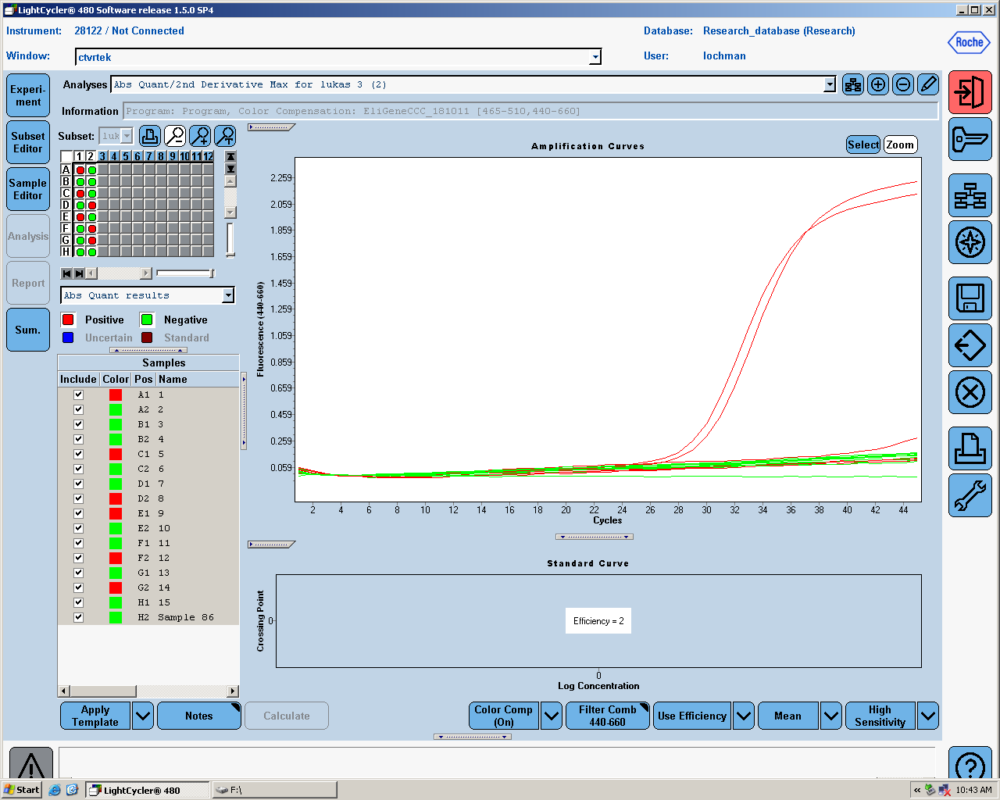 LightCycler® 480 Software release 1.5.0 SP4
Instrument: 28122 / Not Connected
Database: Research_database (Research)
Window: ctvrtek
User: lochman
Roche
Experi-
ment
Subset
Editor
Sample
Editor
Analysis
Report
Sum.
Analyses Abs Quant/2nd Derivative Max for lukas 3 (2)
Information Program: Program, Color Compensation: EliGeneCCC_181011 [465-510,440-660]
Subset: luk
1 2 3 4 5 6 7 8 9 10 11 12
A
B
C
D
E
F
G
H
Abs Quant results
Positive Negative
Uncertain Standard
Samples
Include Color Pos Name
A1 1
A2 2
B1 3
B2 4
C1 5
C2 6
D1 7
D2 8
E1 9
E2 10
F1 11
F2 12
G1 13
G2 14
H1 15
H2 Sample 86
Amplification Curves
Select Zoom
Fluorescence (440-660)
2.259
2.059
1.859
1.659
1.459
1.259
1.059
0.859
0.659
0.459
0.259
0.059
2 4 6 8 10 12 14 16 18 20 22 24 26 28 30 32 34 36 38 40 42 44
Cycles
Standard Curve
Crossing Point
0
Efficiency = 2
0
Log Concentration
Apply
Template
Notes
Calculate
Color Comp
(On)
Filter Comb
440-660
Use Efficiency
Mean
High
Sensitivity
Start
LightCycler® 480
F:\
« 10:43 AM